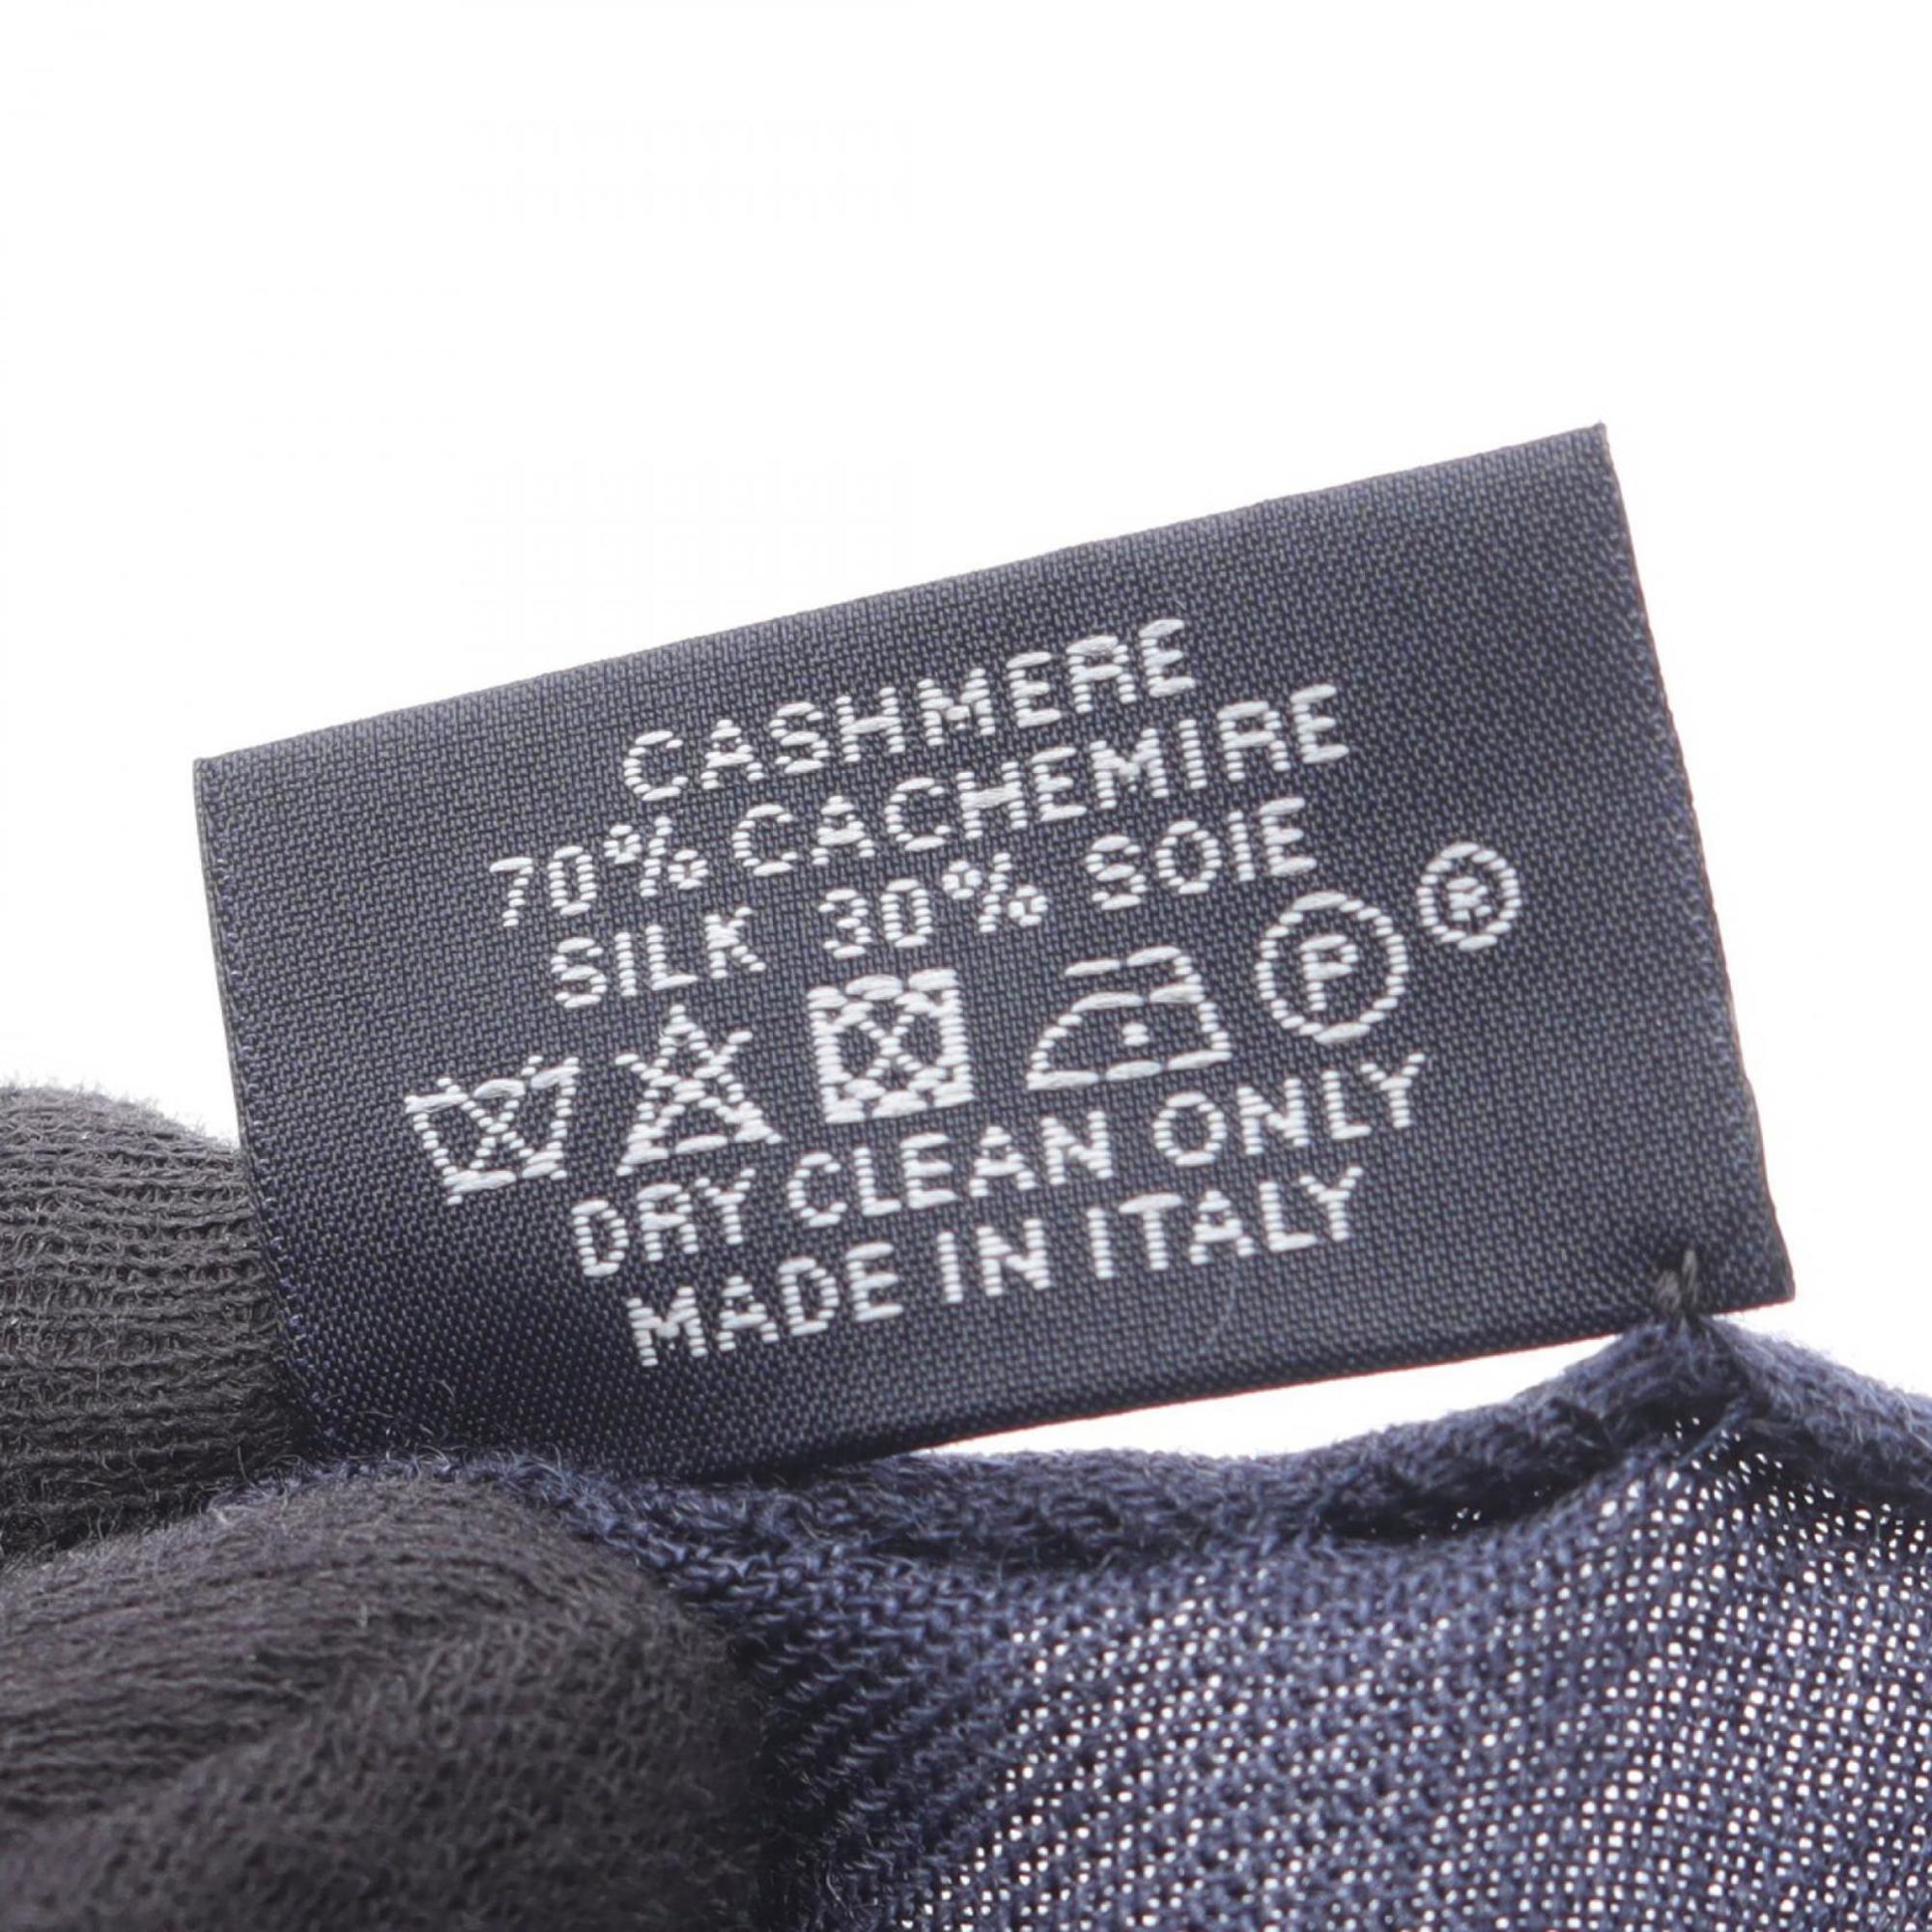 CASHMERE
70% CACHEMIRE
SILK 30% SOIE
P ®
DRY CLEAN ONLY
MADE IN ITALY